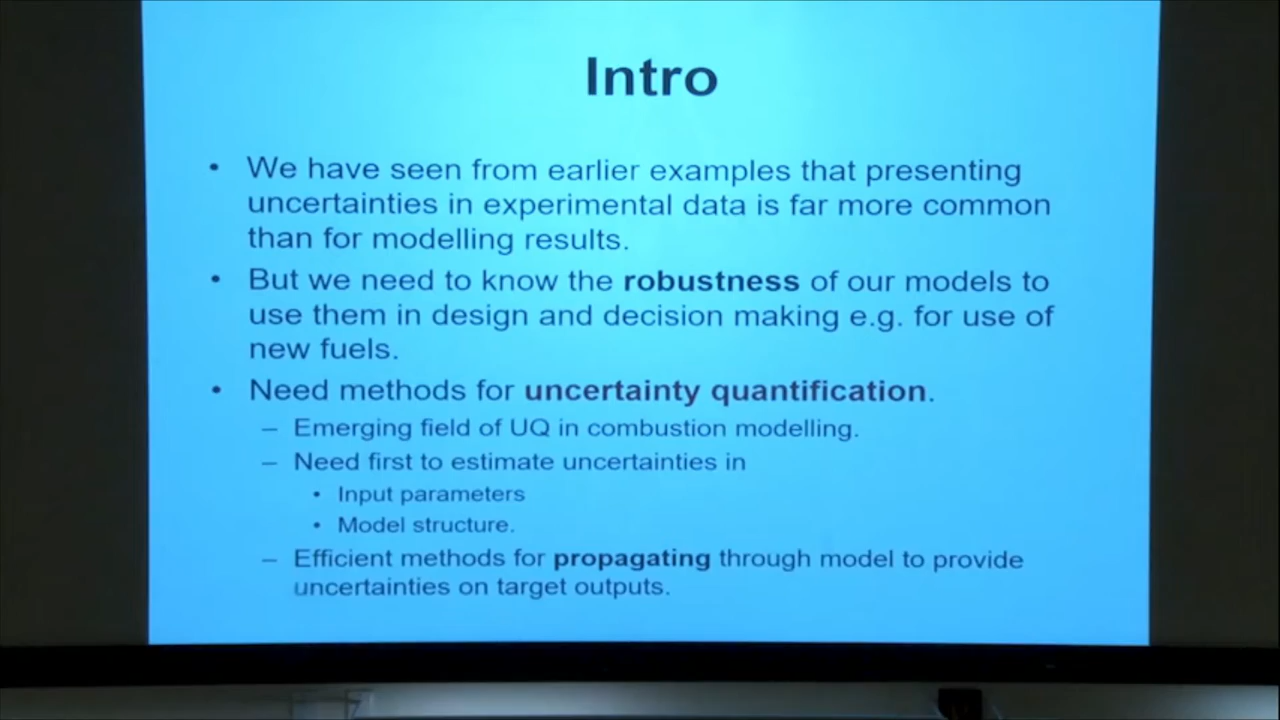 Intro
• We have seen from earlier examples that presenting
uncertainties in experimental data is far more common
than for modelling results.
• But we need to know the robustness of our models to
use them in design and decision making e.g. for use of
new fuels.
• Need methods for uncertainty quantification.
– Emerging field of UQ in combustion modelling.
– Need first to estimate uncertainties in
• Input parameters
• Model structure.
– Efficient methods for propagating through model to provide
uncertainties on target outputs.